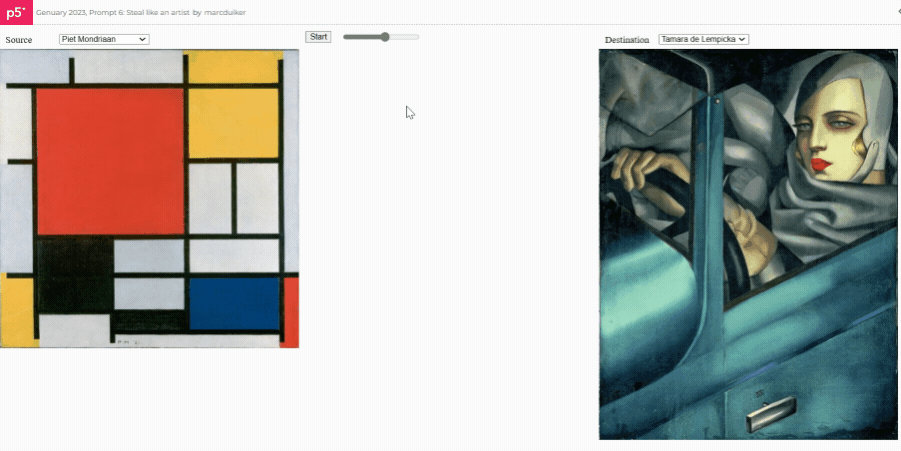 p5* Genuary 2023, Prompt 6: Steal like an artist by marcduiker
Source Piet Mondriaan Start Destination Tamara de Lempicka